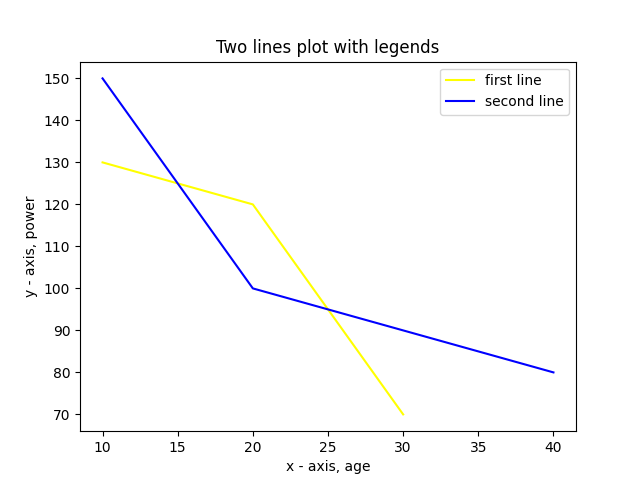 Two lines plot with legends
first line
second line
150
140
130
120
110
100
90
80
70
y - axis, power
10 15 20 25 30 35 40
x - axis, age